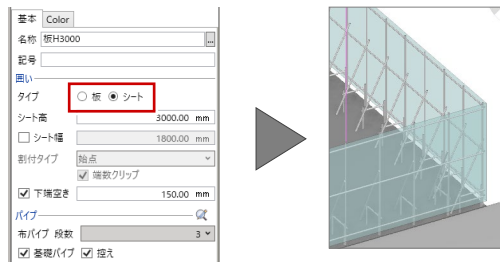 基本 Color
名称 板H3000 ...
記号
囲い
タイプ 板 シート
シート高 3000.00 mm
シート幅 1800.00 mm
割付タイプ 始点
端数クリップ
下端空き 150.00 mm
パイプ
布パイプ 段数 3
基礎パイプ 控え